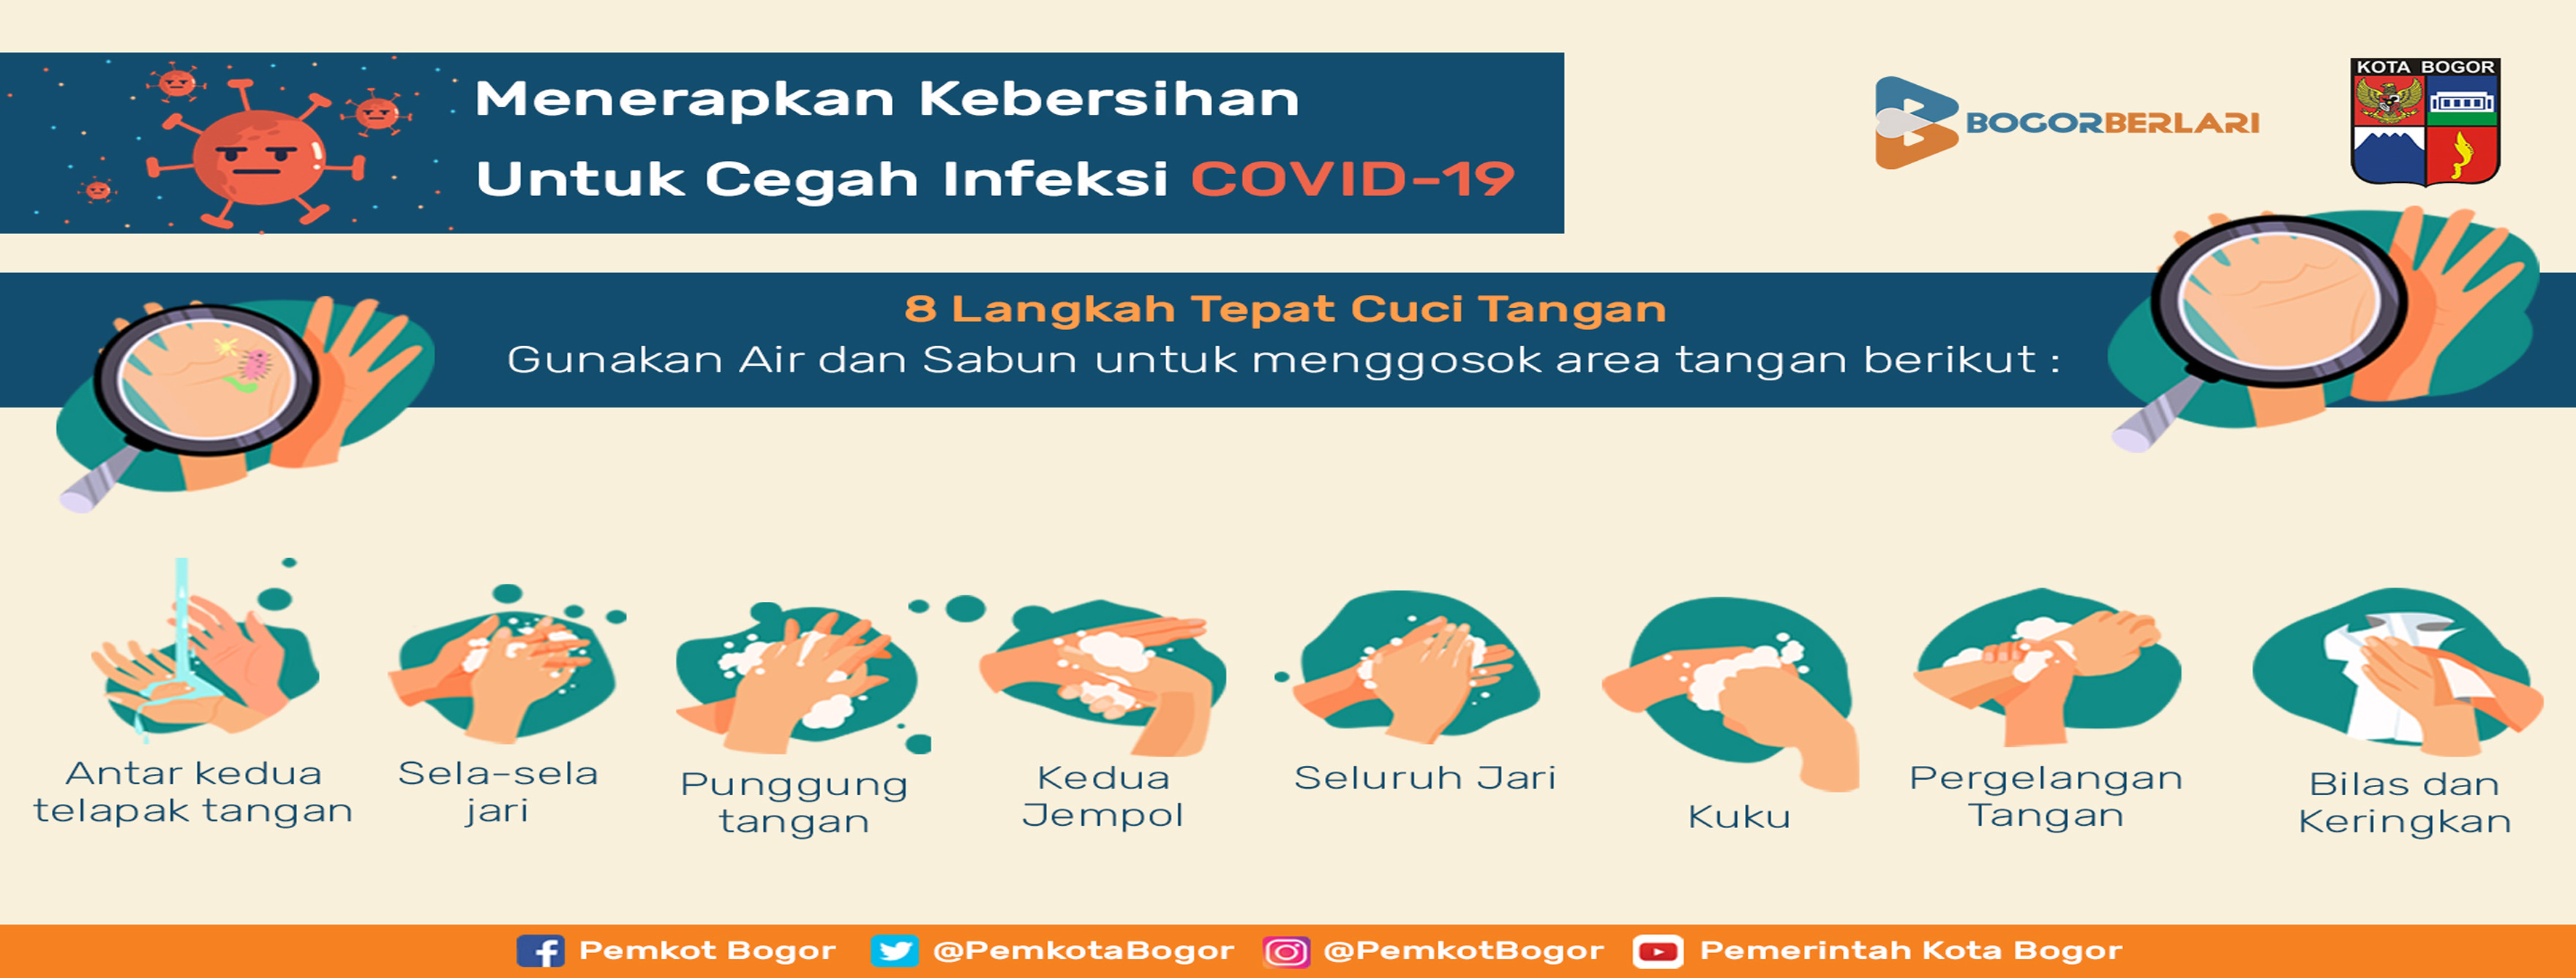 Menerapkan Kebersihan
Untuk Cegah Infeksi COVID-19
BOGORBERLARI
KOTA BOGOR
8 Langkah Tepat Cuci Tangan
Gunakan Air dan Sabun untuk menggosok area tangan berikut :
Antar kedua
telapak tangan
Sela-sela
jari
Punggung
tangan
Kedua
Jempol
Seluruh Jari
Kuku
Pergelangan
Tangan
Bilas dan
Keringkan
Pemkot Bogor
@PemkotaBogor
@PemkotBogor
Pemerintah Kota Bogor